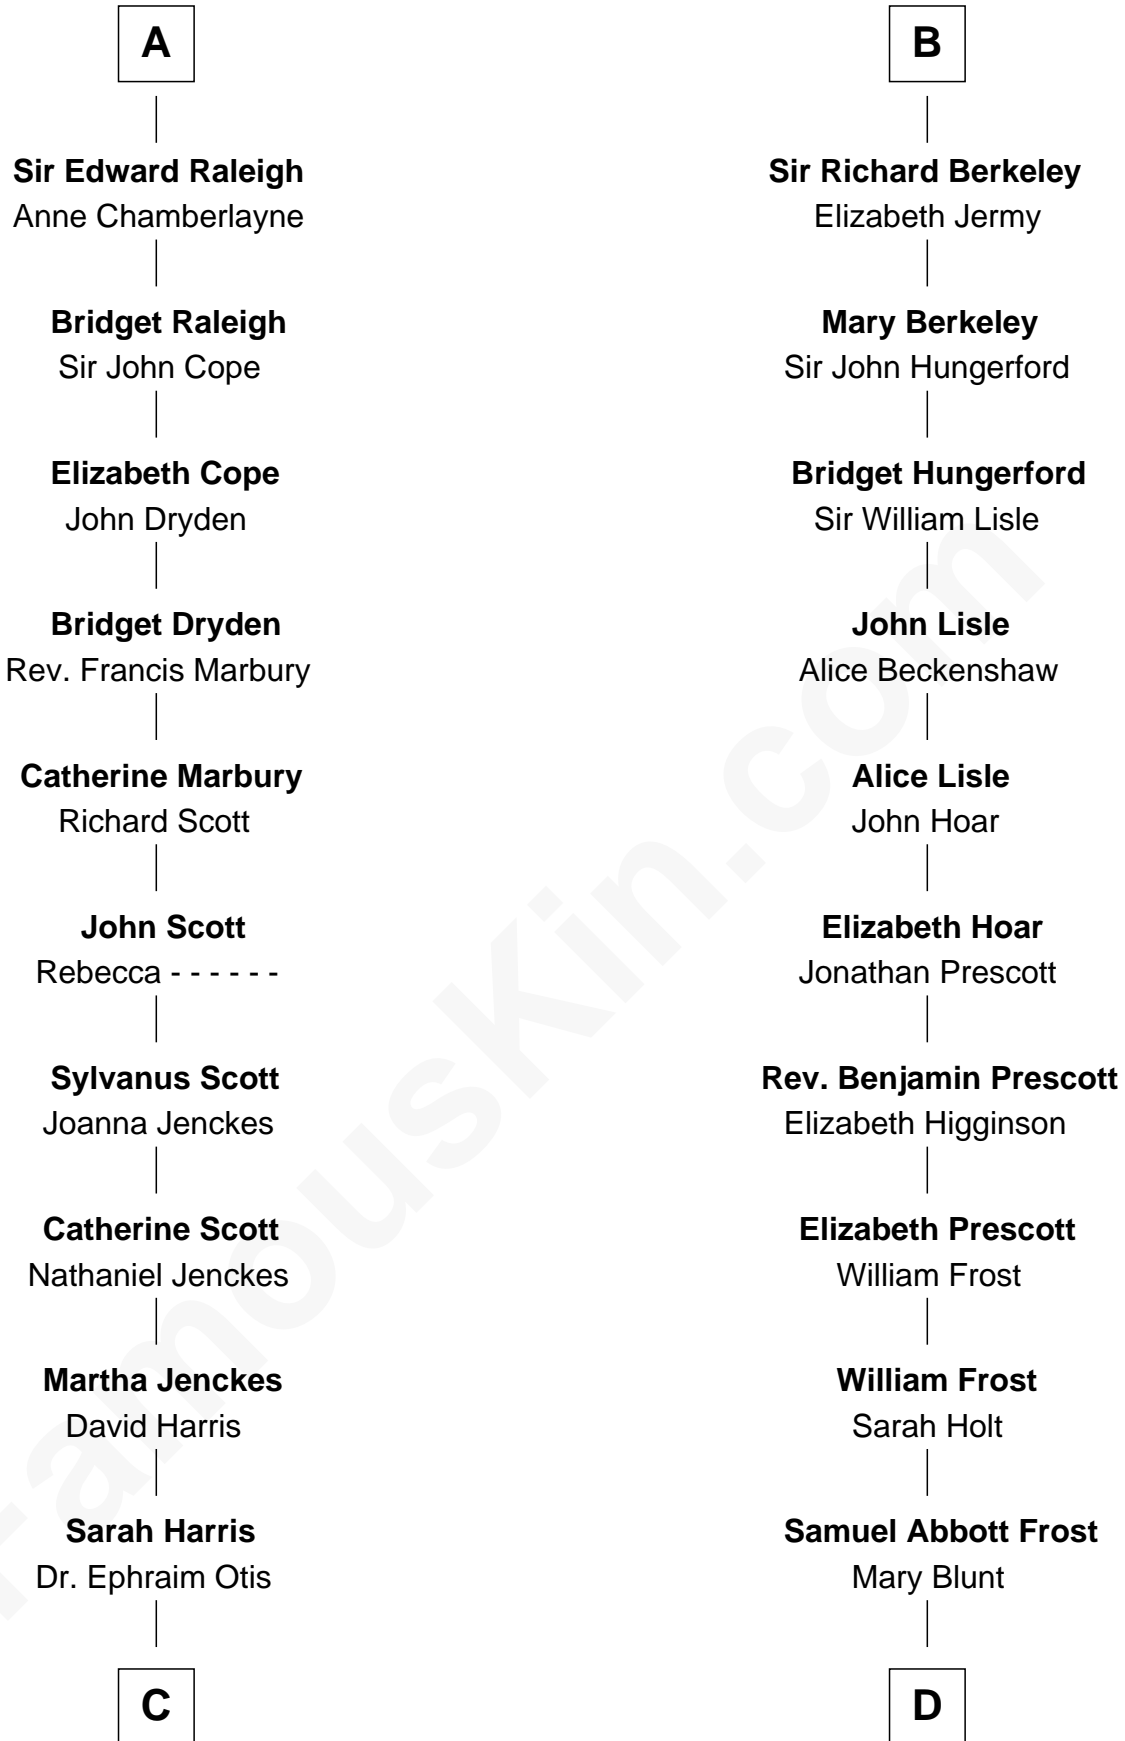 A
Sir Edward Raleigh
Anne Chamberlayne
Bridget Raleigh
Sir John Cope
Elizabeth Cope
John Dryden
Bridget Dryden
Rev. Francis Marbury
Catherine Marbury
Richard Scott
John Scott
Rebecca - - - - - -
Sylvanus Scott
Joanna Jenckes
Catherine Scott
Nathaniel Jenckes
Martha Jenckes
David Harris
Sarah Harris
Dr. Ephraim Otis
C
B
Sir Richard Berkeley
Elizabeth Jermy
Mary Berkeley
Sir John Hungerford
Bridget Hungerford
Sir William Lisle
John Lisle
Alice Beckenshaw
Alice Lisle
John Hoar
Elizabeth Hoar
Jonathan Prescott
Rev. Benjamin Prescott
Elizabeth Higginson
Elizabeth Prescott
William Frost
William Frost
Sarah Holt
Samuel Abbott Frost
Mary Blunt
D
FamousKin.com